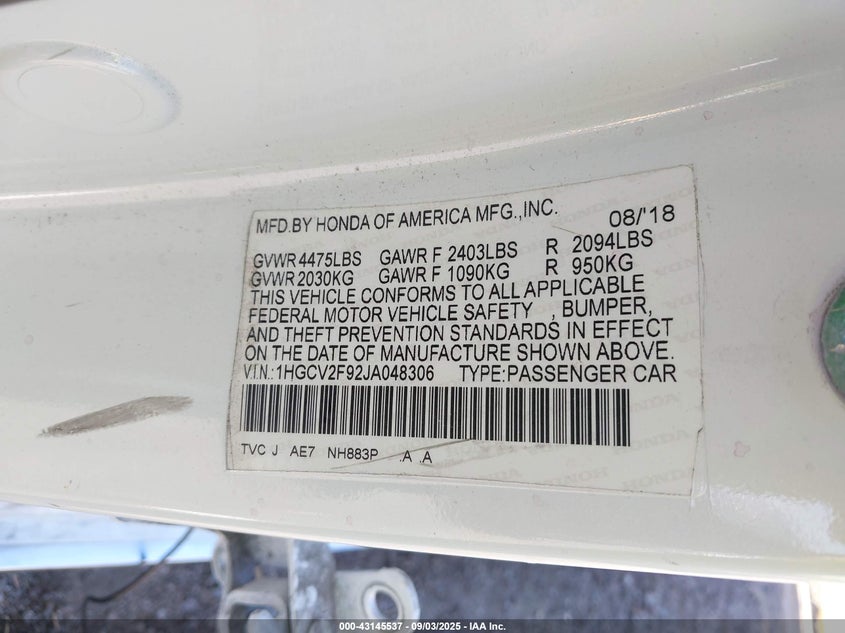 MFD.BY HONDA OF AMERICA MFG.,INC. 08/'18
GVWR 4475LBS GAWR F 2403LBS R 2094LBS
GVWR 2030KG GAWR F 1090KG R 950KG
THIS VEHICLE CONFORMS TO ALL APPLICABLE
FEDERAL MOTOR VEHICLE SAFETY , BUMPER,
AND THEFT PREVENTION STANDARDS IN EFFECT
ON THE DATE OF MANUFACTURE SHOWN ABOVE.
V.I.N.:1HGCV2F92JA048306 TYPE:PASSENGER CAR
TVC J AE7 NH883P .A .A
000-43145537 - 09/03/2025 - IAA Inc.